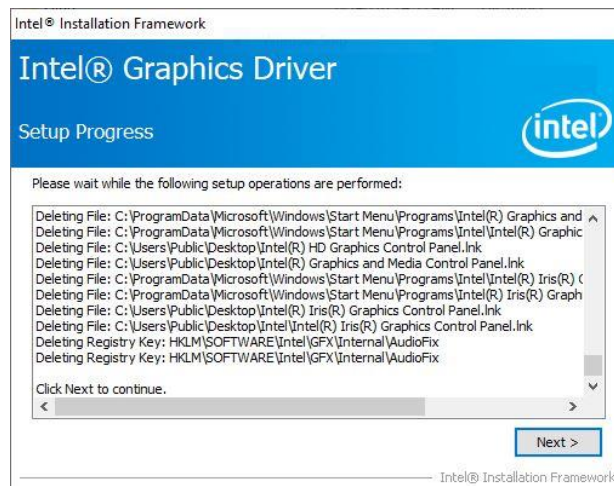 Intel® Installation Framework
Intel® Graphics Driver
Setup Progress
intel
Please wait while the following setup operations are performed:
Deleting File: C:\ProgramData\Microsoft\Windows\Start Menu\Programs\Intel(R) Graphics and
Deleting File: C:\ProgramData\Microsoft\Windows\Start Menu\Programs\Intel\Intel(R) Graphic
Deleting File: C:\Users\Public\Desktop\Intel(R) HD Graphics Control Panel.lnk
Deleting File: C:\Users\Public\Desktop\Intel(R) Graphics and Media Control Panel.lnk
Deleting File: C:\ProgramData\Microsoft\Windows\Start Menu\Programs\Intel\Intel(R) Iris(R) G
Deleting File: C:\ProgramData\Microsoft\Windows\Start Menu\Programs\Intel(R) Iris(R) Graph
Deleting File: C:\Users\Public\Desktop\Intel(R) Iris(R) Graphics Control Panel.lnk
Deleting File: C:\Users\Public\Desktop\Intel\Intel(R) Iris(R) Graphics Control Panel.lnk
Deleting Registry Key: HKLM\SOFTWARE\Intel\GFX\Internal\AudioFix
Deleting Registry Key: HKLM\SOFTWARE\Intel\GFX\Internal\AudioFix
Click Next to continue.
Next >
Intel® Installation Framework